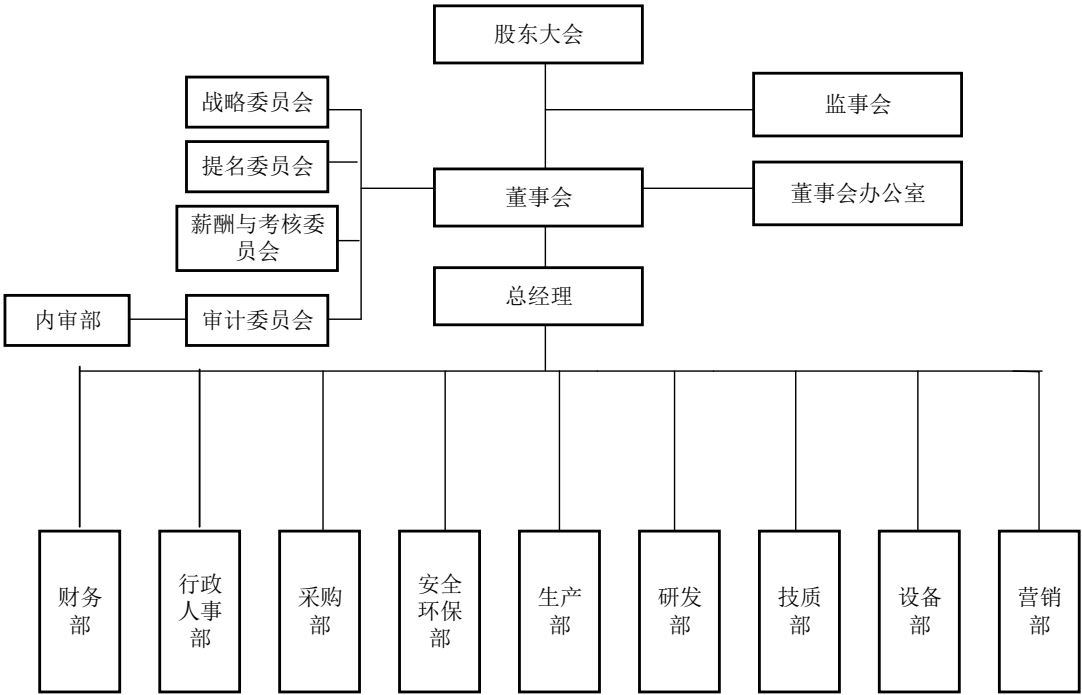 股东大会
战略委员会
监事会
提名委员会
董事会
董事会办公室
薪酬与考核委
员会
总经理
内审部
审计委员会
财务
部
行政
人事
部
采购
部
安全
环保
部
生产
部
研发
部
技质
部
设备
部
营销
部